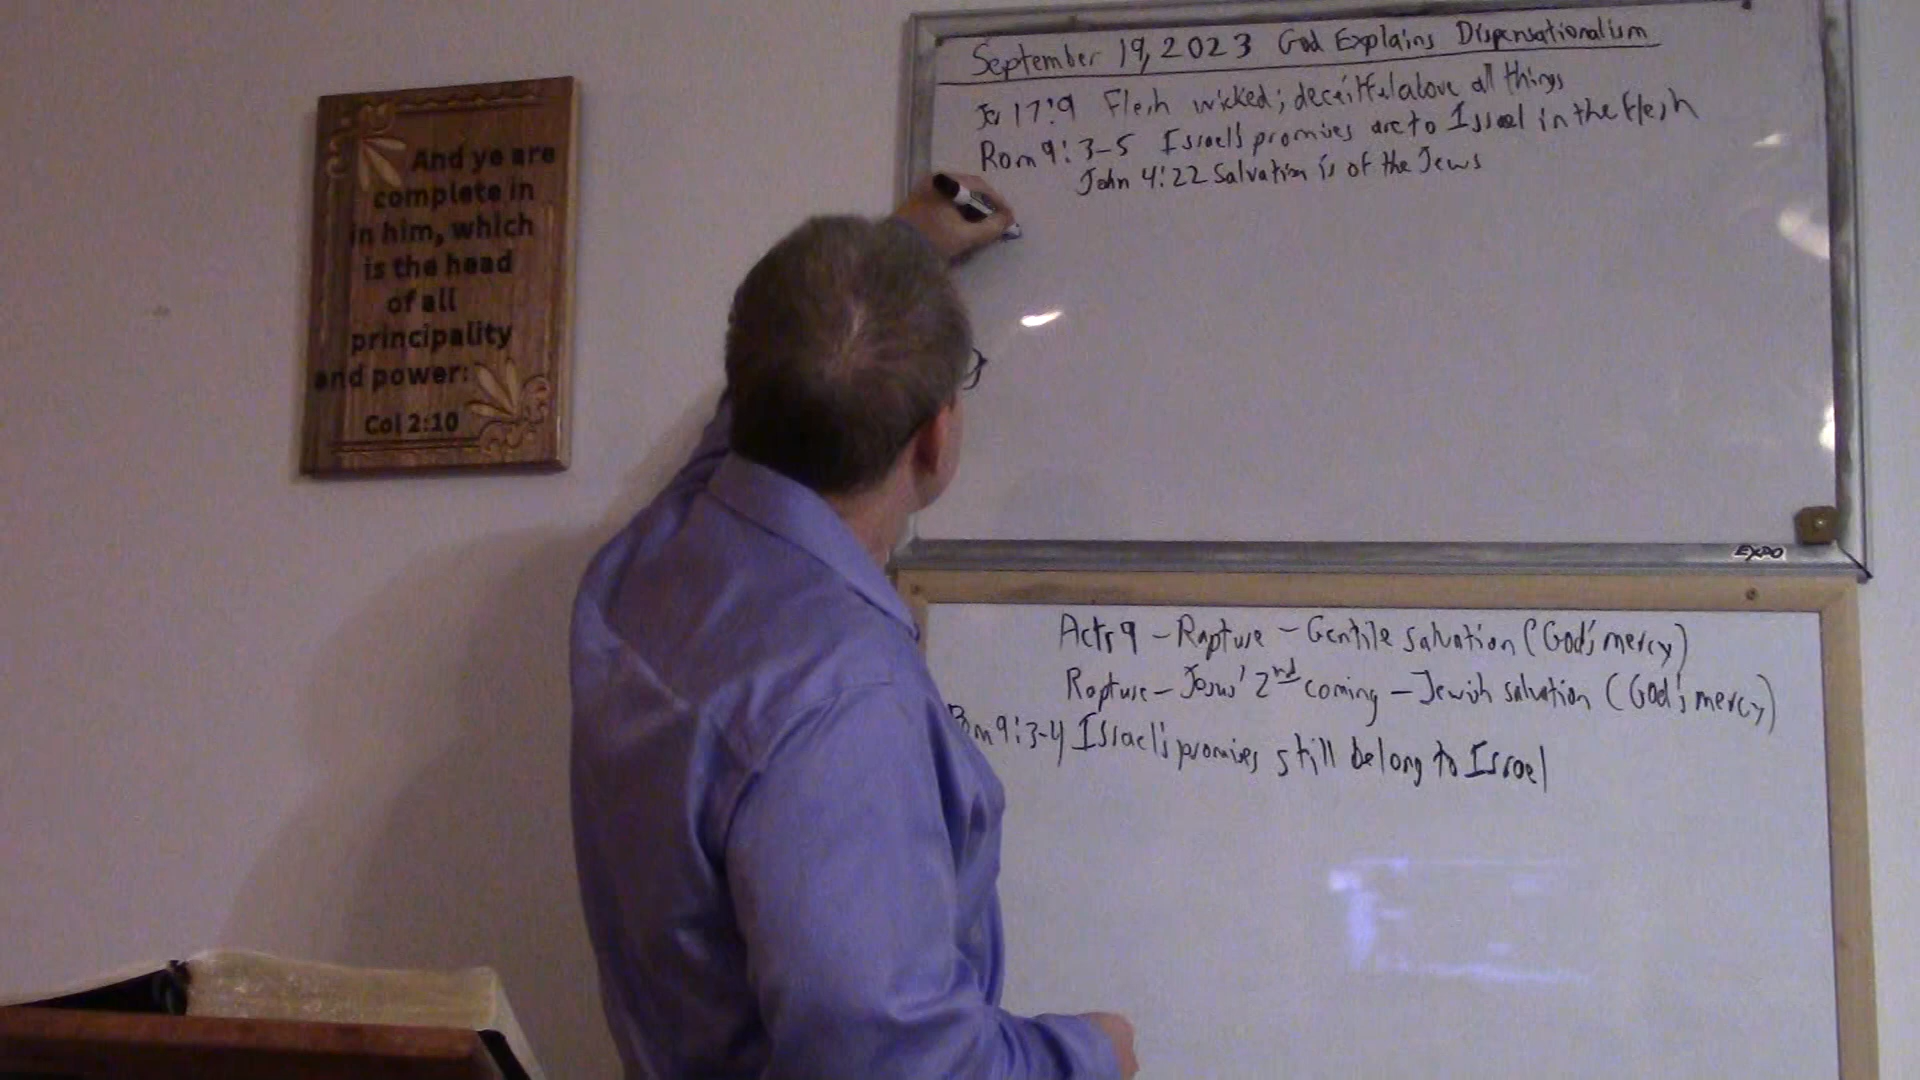 And ye are
complete in
in him, which
is the head
of all
principality
and power:
Col 2:10
September 19, 2023 God Explains Dispensationalism
Jer 17:9 Flesh wicked; deceitful above all things
Rom 9:3-5 Israel's promises are to Israel in the flesh
John 4:22 Salvation is of the Jews
EXPO
Acts 9 - Rapture - Gentile salvation (God's mercy)
Rapture - Jesus' 2nd coming - Jewish salvation (God's mercy)
Rom 9:3-4 Israel's promises still belong to Israel